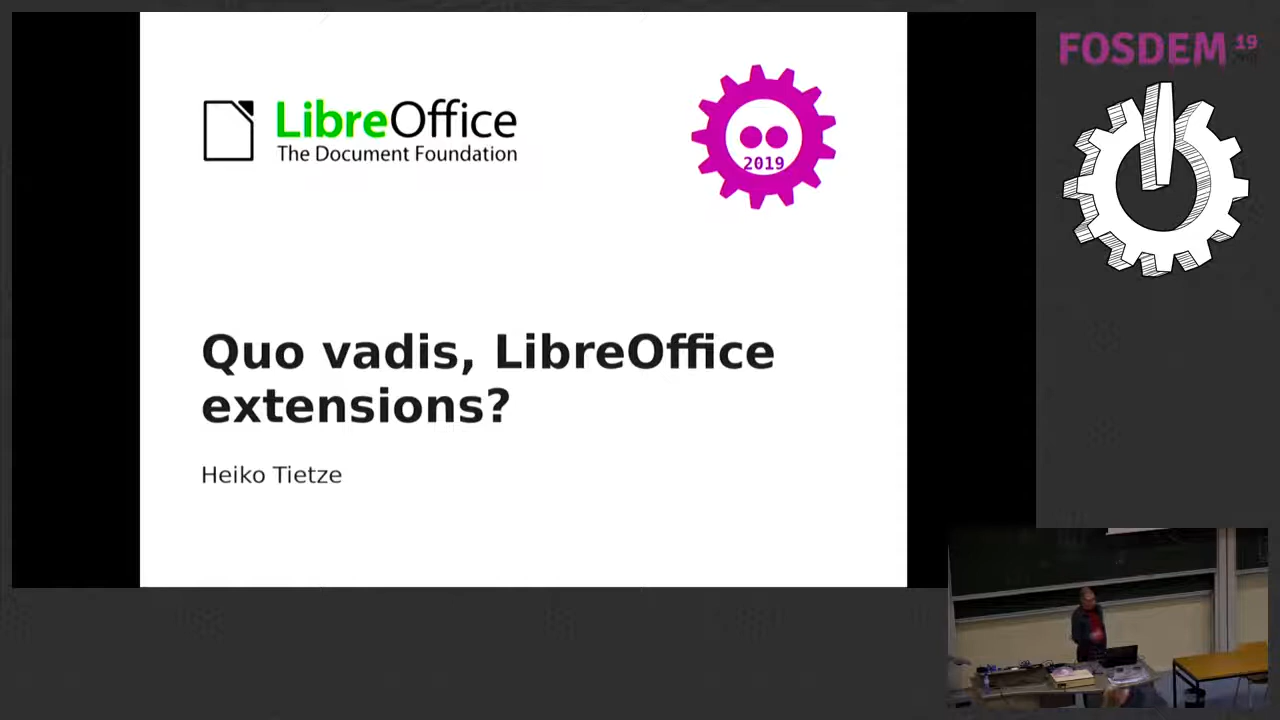 LibreOffice
The Document Foundation
2019
Quo vadis, LibreOffice
extensions?
Heiko Tietze
FOSDEM 19